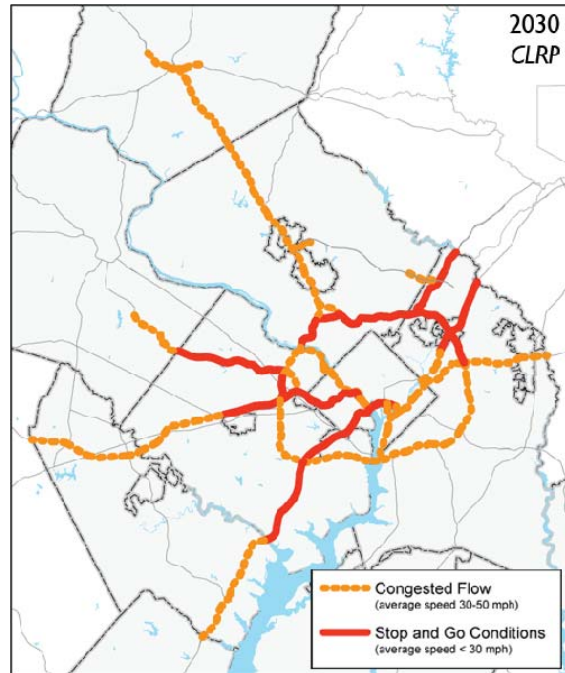 2030
CLRP
Congested Flow
(average speed 30-50 mph)
Stop and Go Conditions
(average speed < 30 mph)